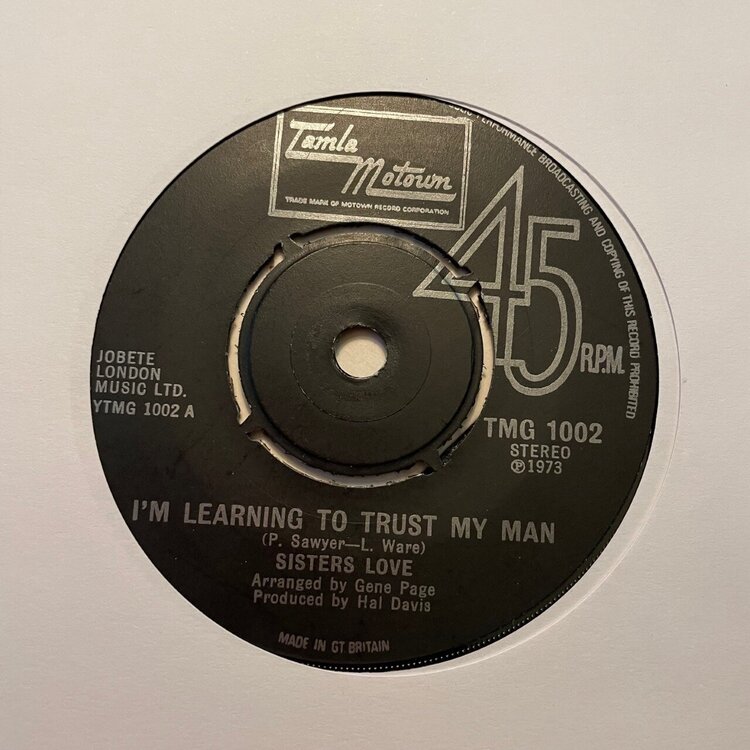 Tamla
Motown
TRADE MARK OF MOTOWN RECORD CORPORATION
PERFORMANCE BROADCASTING AND COPYING OF THIS RECORD PROHIBITED
45
R.P.M.
JOBETE
LONDON
MUSIC LTD.
YTMG 1002 A
TMG 1002
STEREO
℗1973
I'M LEARNING TO TRUST MY MAN
(P. Sawyer—L. Ware)
SISTERS LOVE
Arranged by Gene Page
Produced by Hal Davis
MADE IN GT BRITAIN